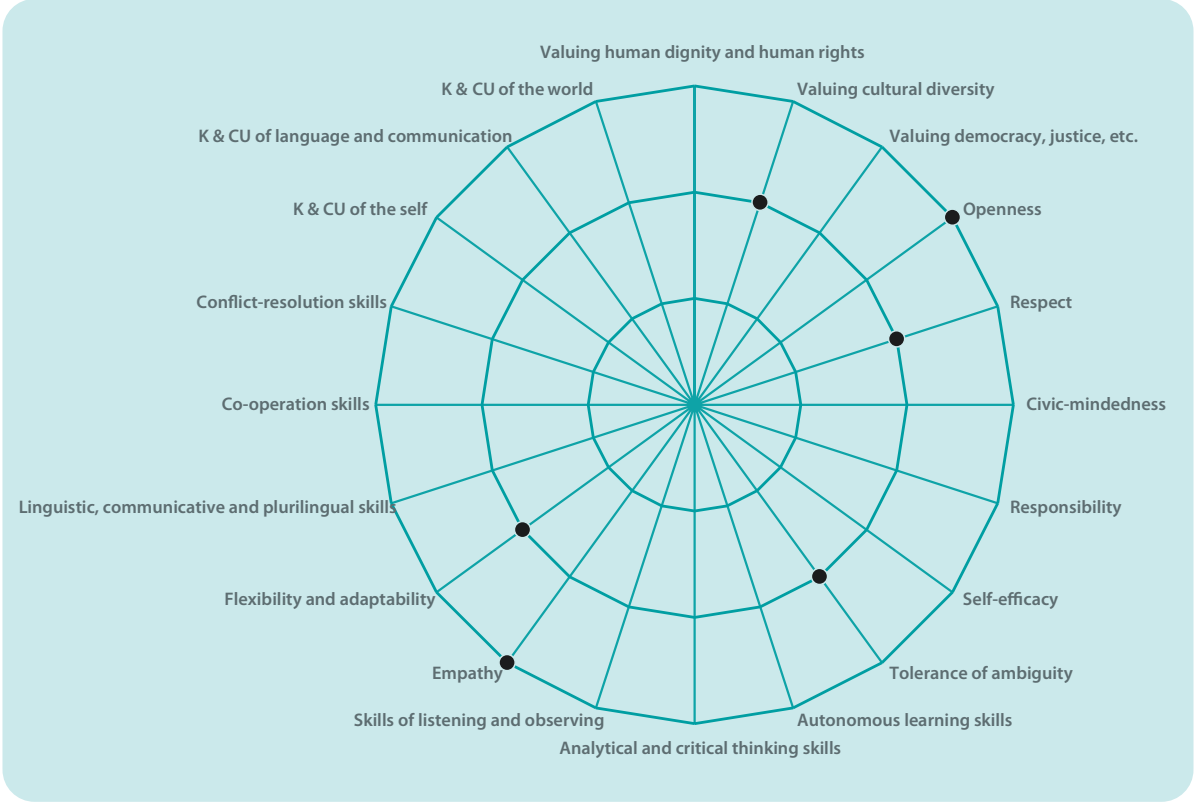 Valuing human dignity and human rights
Valuing cultural diversity
Valuing democracy, justice, etc.
Openness
Respect
Civic-mindedness
Responsibility
Self-efficacy
Tolerance of ambiguity
Autonomous learning skills
Analytical and critical thinking skills
Skills of listening and observing
Empathy
Flexibility and adaptability
Linguistic, communicative and plurilingual skills
Co-operation skills
Conflict-resolution skills
K & CU of the self
K & CU of language and communication
K & CU of the world